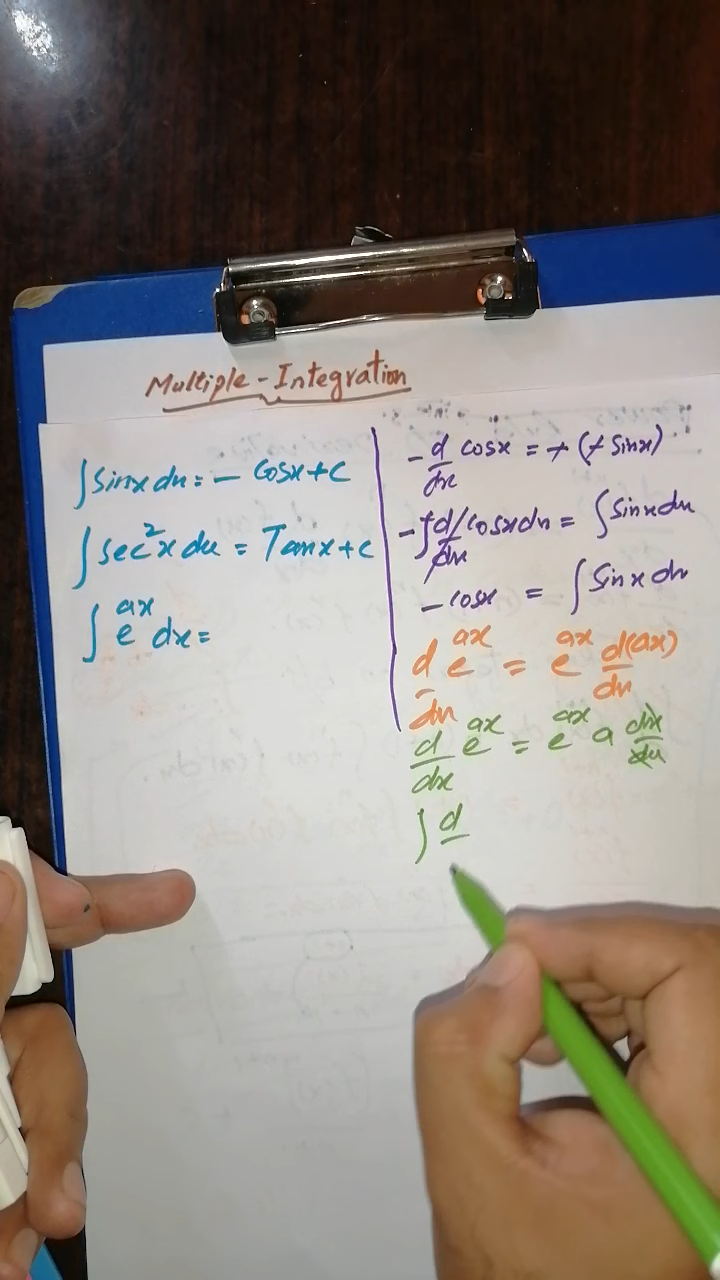 Multiple - Integration
∫ Sinx dx = - Cosx + c
∫ Sec²x dx = Tanx + c
∫ e^ax dx =
- d/dx cosx = + (+ Sinx)
- ∫ d/dx cosx dx = ∫ Sinx dx
- cosx = ∫ Sinx dx
d/dx e^ax = e^ax d(ax)/dx
d/dx e^ax = e^ax a dx/dx
∫ d